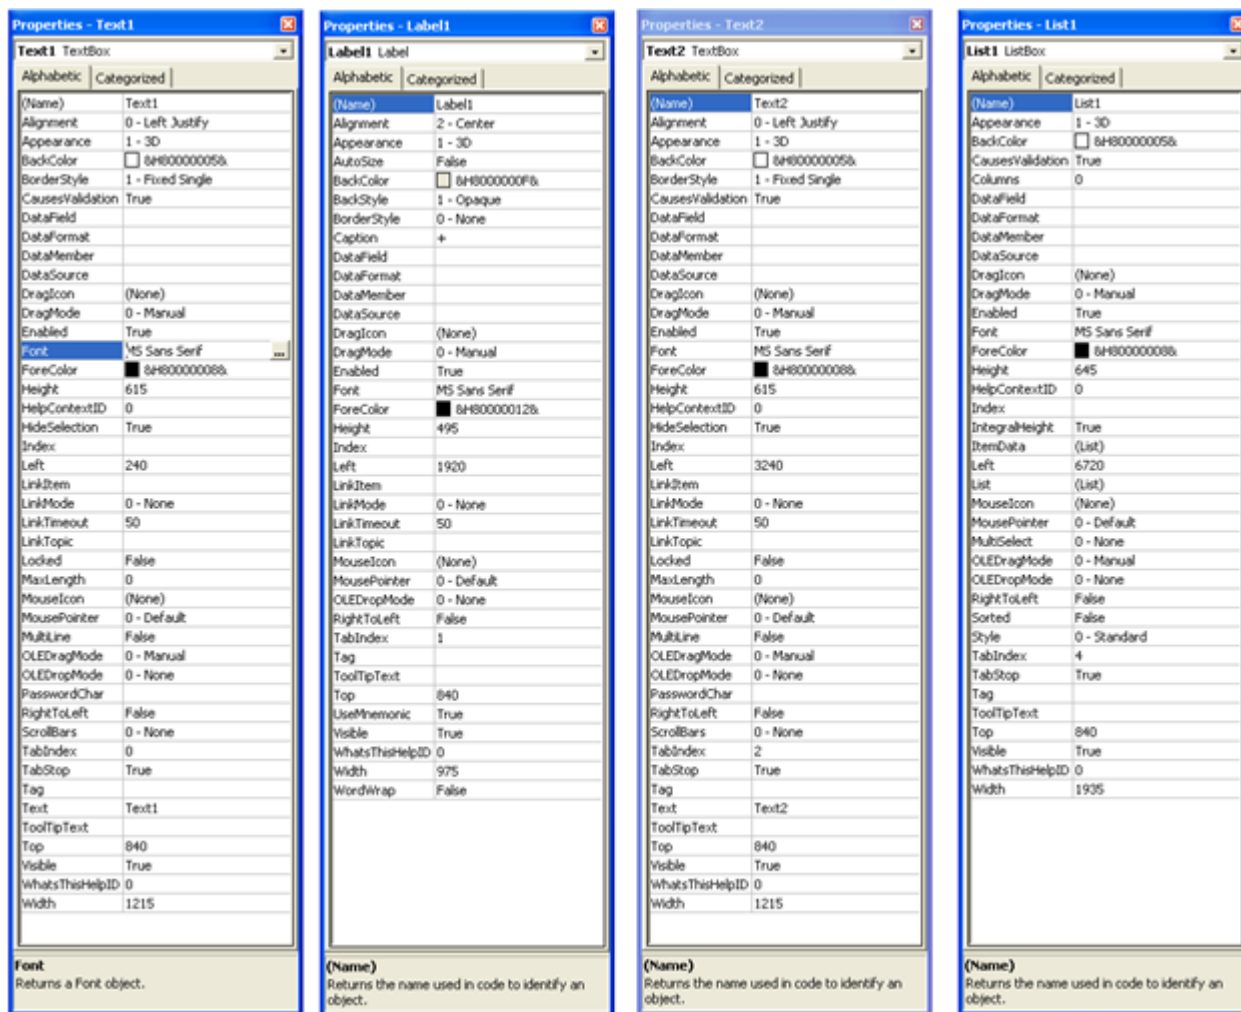 Properties - Text1
Text1 TextBox
Alphabetic Categorized
(Name) Text1
Alignment 0 - Left Justify
Appearance 1 - 3D
BackColor &H80000005&
BorderStyle 1 - Fixed Single
CausesValidation True
DataField
DataFormat
DataMember
DataSource
DragIcon (None)
DragMode 0 - Manual
Enabled True
Font MS Sans Serif ...
ForeColor &H80000008&
Height 615
HelpContextID 0
HideSelection True
Index
Left 240
LinkItem
LinkMode 0 - None
LinkTimeout 50
LinkTopic
Locked False
MaxLength 0
MouseIcon (None)
MousePointer 0 - Default
MultiLine False
OLEDragMode 0 - Manual
OLEDropMode 0 - None
PasswordChar
RightToLeft False
ScrollBars 0 - None
TabIndex 0
TabStop True
Tag
Text Text1
ToolTipText
Top 840
Visible True
WhatsThisHelpID 0
Width 1215
Font
Returns a Font object.
Properties - Label1
Label1 Label
Alphabetic Categorized
(Name) Label1
Alignment 2 - Center
Appearance 1 - 3D
AutoSize False
BackColor &H8000000F&
BackStyle 1 - Opaque
BorderStyle 0 - None
Caption +
DataField
DataFormat
DataMember
DataSource
DragIcon (None)
DragMode 0 - Manual
Enabled True
Font MS Sans Serif
ForeColor &H80000012&
Height 495
Index
Left 1920
LinkItem
LinkMode 0 - None
LinkTimeout 50
LinkTopic
MouseIcon (None)
MousePointer 0 - Default
OLEDropMode 0 - None
RightToLeft False
TabIndex 1
Tag
ToolTipText
Top 840
UseMnemonic True
Visible True
WhatsThisHelpID 0
Width 975
WordWrap False
(Name)
Returns the name used in code to identify an
object.
Properties - Text2
Text2 TextBox
Alphabetic Categorized
(Name) Text2
Alignment 0 - Left Justify
Appearance 1 - 3D
BackColor &H80000005&
BorderStyle 1 - Fixed Single
CausesValidation True
DataField
DataFormat
DataMember
DataSource
DragIcon (None)
DragMode 0 - Manual
Enabled True
Font MS Sans Serif
ForeColor &H80000008&
Height 615
HelpContextID 0
HideSelection True
Index
Left 3240
LinkItem
LinkMode 0 - None
LinkTimeout 50
LinkTopic
Locked False
MaxLength 0
MouseIcon (None)
MousePointer 0 - Default
MultiLine False
OLEDragMode 0 - Manual
OLEDropMode 0 - None
PasswordChar
RightToLeft False
ScrollBars 0 - None
TabIndex 2
TabStop True
Tag
Text Text2
ToolTipText
Top 840
Visible True
WhatsThisHelpID 0
Width 1215
(Name)
Returns the name used in code to identify an
object.
Properties - List1
List1 ListBox
Alphabetic Categorized
(Name) List1
Appearance 1 - 3D
BackColor &H80000005&
CausesValidation True
Columns 0
DataField
DataFormat
DataMember
DataSource
DragIcon (None)
DragMode 0 - Manual
Enabled True
Font MS Sans Serif
ForeColor &H80000008&
Height 645
HelpContextID 0
Index
IntegralHeight True
ItemData (List)
Left 6720
List (List)
MouseIcon (None)
MousePointer 0 - Default
MultiSelect 0 - None
OLEDragMode 0 - Manual
OLEDropMode 0 - None
RightToLeft False
Sorted False
Style 0 - Standard
TabIndex 4
TabStop True
Tag
ToolTipText
Top 840
Visible True
WhatsThisHelpID 0
Width 1935
(Name)
Returns the name used in code to identify an
object.